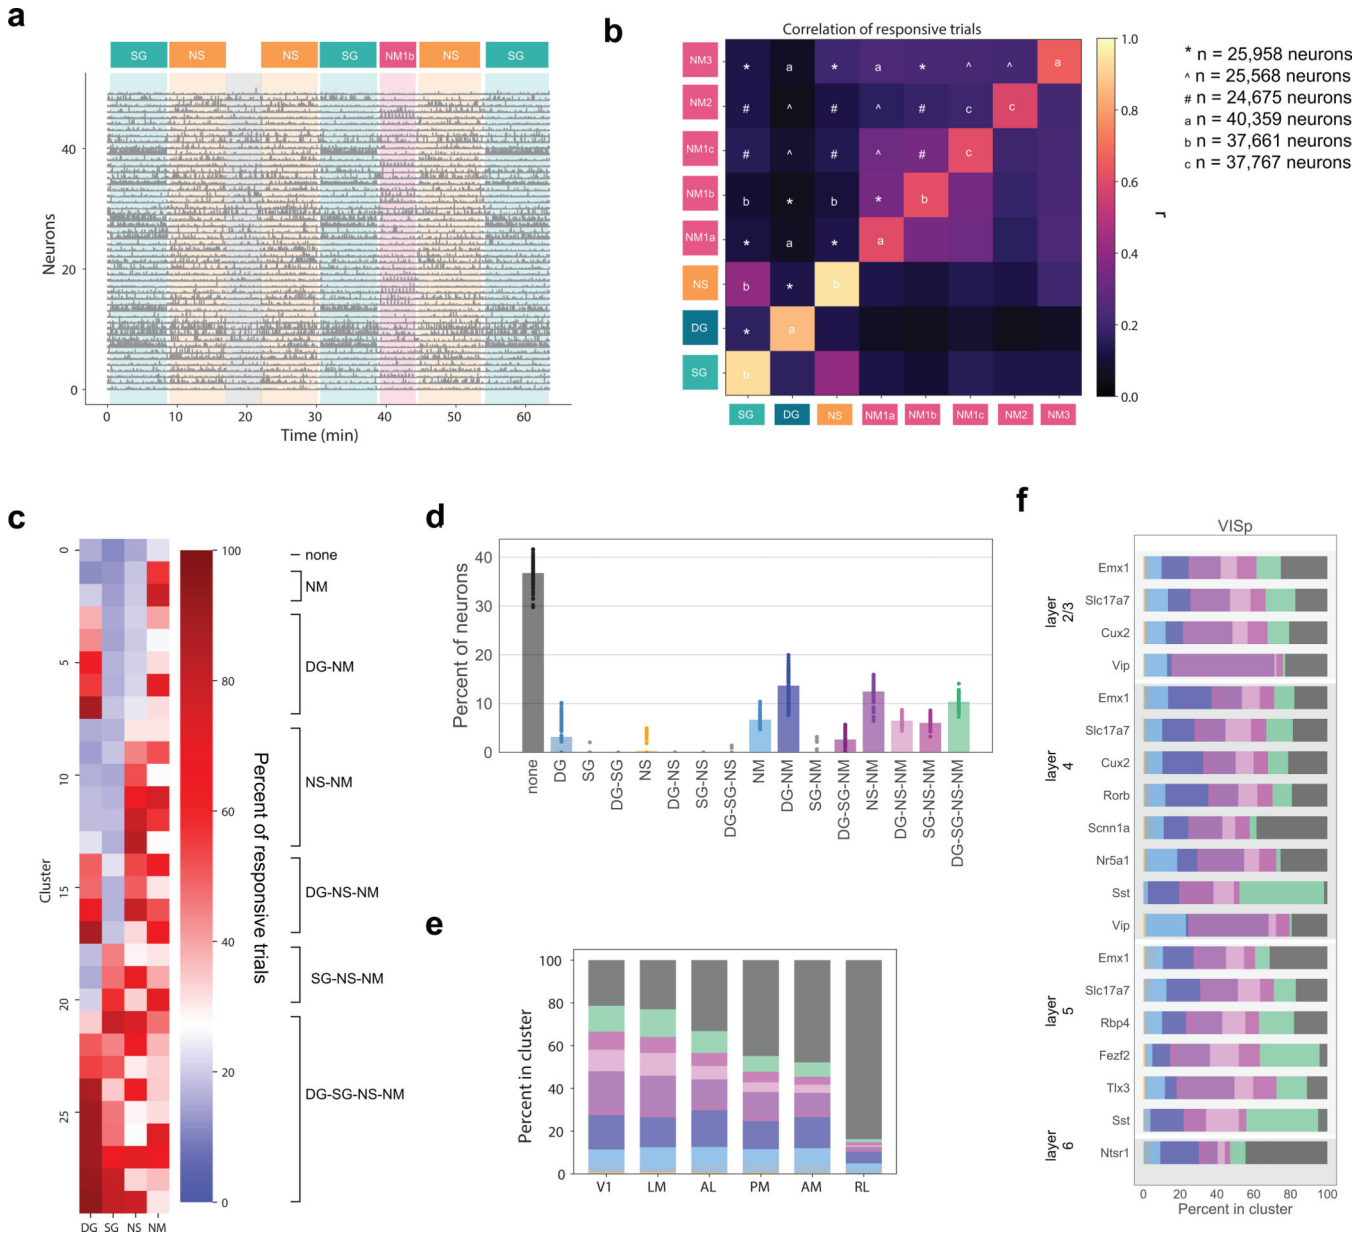 a
SG
NS
NS
SG
NM1b
NS
SG
Neurons
40
20
0
0
10
20
30
40
50
60
Time (min)
b
Correlation of responsive trials
NM3
* a * a * ^ ^ a
NM2
# ^ # ^ # c c
NM1c
# ^ # ^ # c
NM1b
b * b * b
NM1a
* a * a
NS
b * b
DG
* a
SG
b
SG
DG
NS
NM1a
NM1b
NM1c
NM2
NM3
1.0
0.8
0.6
0.4
0.2
0.0
r
* n = 25,958 neurons
^ n = 25,568 neurons
# n = 24,675 neurons
a n = 40,359 neurons
b n = 37,661 neurons
c n = 37,767 neurons
c
Cluster
0
5
10
15
20
25
DG
SG
NS
NM
100
80
60
40
20
0
Percent of responsive trials
none
NM
DG-NM
NS-NM
DG-NS-NM
SG-NS-NM
DG-SG-NS-NM
d
Percent of neurons
40
30
20
10
0
none
DG
SG
DG-SG
NS
DG-NS
SG-NS
DG-SG-NS
NM
DG-NM
SG-NM
DG-SG-NM
NS-NM
DG-NS-NM
SG-NS-NM
DG-SG-NS-NM
e
Percent in cluster
100
80
60
40
20
0
V1
LM
AL
PM
AM
RL
f
VISp
layer
2/3
Emx1
Slc17a7
Cux2
Vip
layer
4
Emx1
Slc17a7
Cux2
Rorb
Scnn1a
Nr5a1
Sst
Vip
layer
5
Emx1
Slc17a7
Rbp4
Fezf2
Tlx3
Sst
layer
6
Ntsr1
0
20
40
60
80
100
Percent in cluster